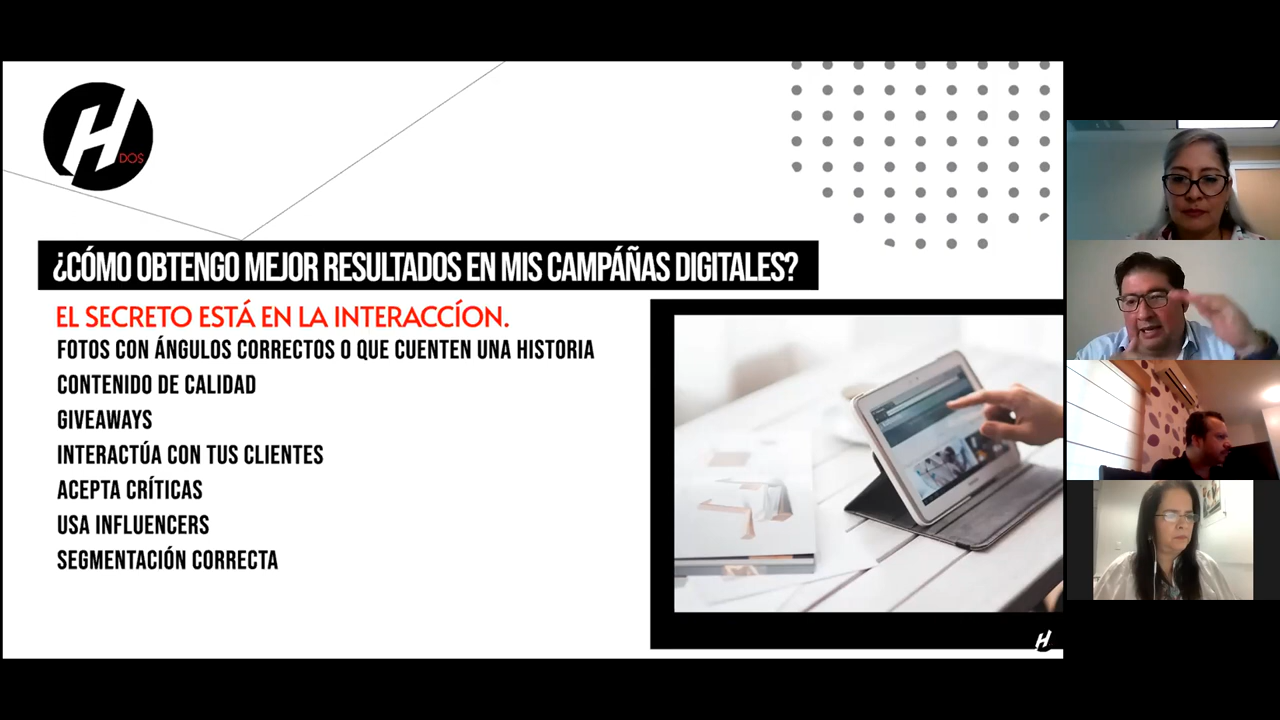 H
DOS
¿CÓMO OBTENGO MEJOR RESULTADOS EN MIS CAMPÁÑAS DIGITALES?
EL SECRETO ESTÁ EN LA INTERACCÍON.
FOTOS CON ÁNGULOS CORRECTOS O QUE CUENTEN UNA HISTORIA
CONTENIDO DE CALIDAD
GIVEAWAYS
INTERACTÚA CON TUS CLIENTES
ACEPTA CRÍTICAS
USA INFLUENCERS
SEGMENTACIÓN CORRECTA
H